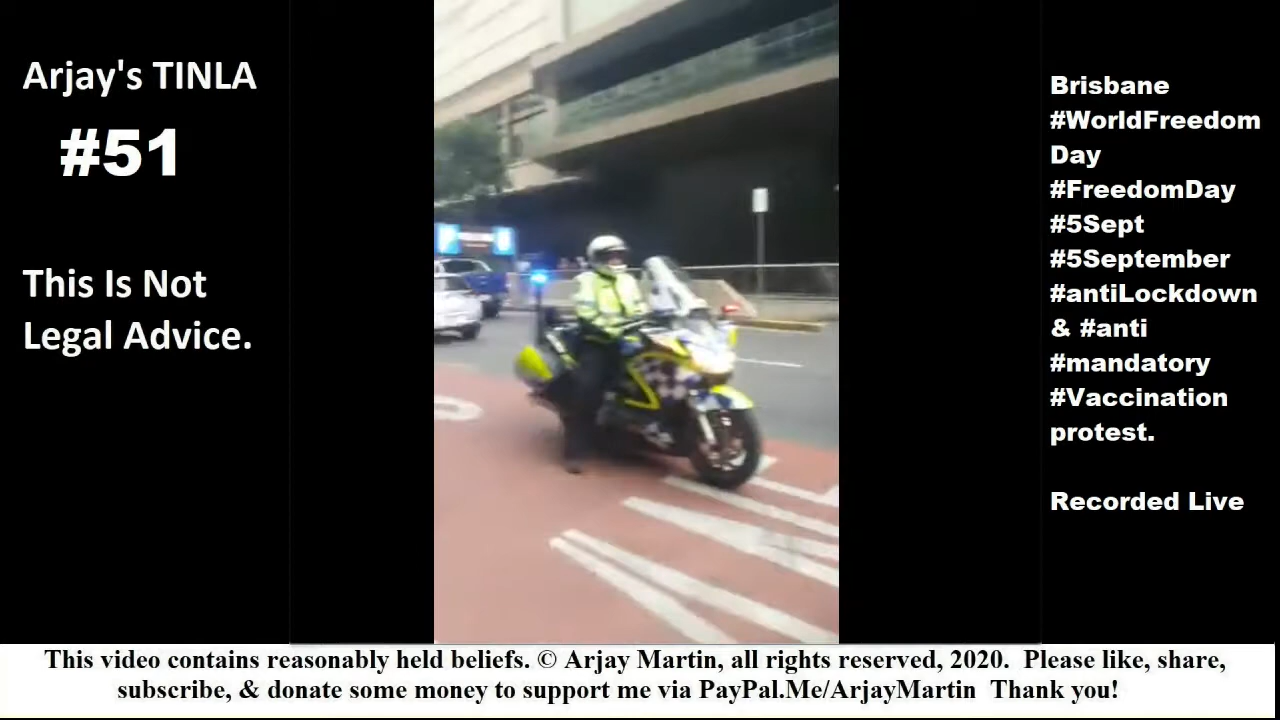 Arjay's TINLA
#51
This Is Not
Legal Advice.
Brisbane
#WorldFreedom
Day
#FreedomDay
#5Sept
#5September
#antiLockdown
& #anti
#mandatory
#Vaccination
protest.
Recorded Live
This video contains reasonably held beliefs. © Arjay Martin, all rights reserved, 2020.  Please like, share,
subscribe, & donate some money to support me via PayPal.Me/ArjayMartin  Thank you!